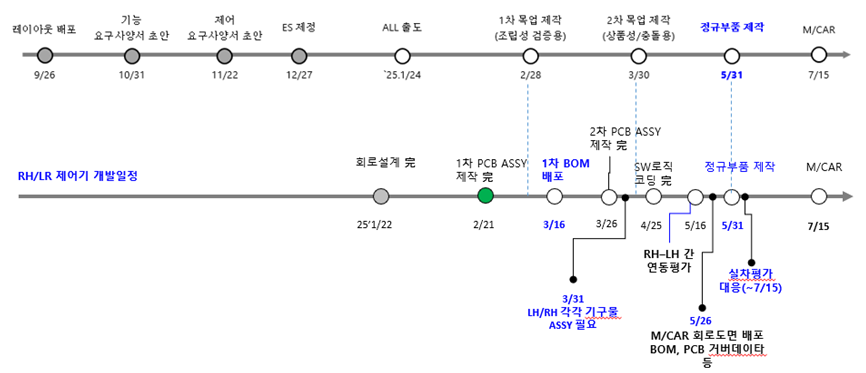 레이아웃 배포
기능
요구사양서 초안
제어
요구사양서 초안
ES 제정
ALL 출도
1차 목업 제작
(조립성 검증용)
2차 목업 제작
(상품성/충돌용)
정규부품 제작
M/CAR
9/26
10/31
11/22
12/27
`25.1/24
2/28
3/30
5/31
7/15
RH/LR 제어기 개발일정
회로설계 完
1차 PCB ASSY
제작 完
1차 BOM
배포
2차 PCB ASSY
제작 完
SW로직
코딩 完
정규부품 제작
M/CAR
25'1/22
2/21
3/16
3/26
4/25
5/16
5/31
7/15
RH–LH 간
연동평가
실차평가
대응(~7/15)
3/31
LH/RH 각각 기구물
ASSY 필요
5/26
M/CAR 회로도면 배포
BOM, PCB 거버데이타
등